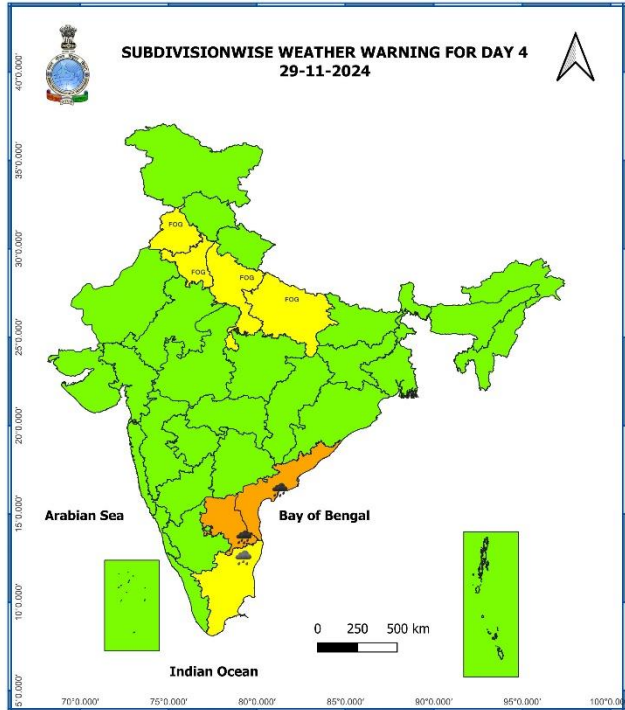 SUBDIVISIONWISE WEATHER WARNING FOR DAY 4
29-11-2024
40°0.000'
35°0.000'
30°0.000'
25°0.000'
20°0.000'
15°0.000'
10°0.000'
5°0.000'
FOG
FOG
FOG
FOG
Arabian Sea
Bay of Bengal
0 250 500 km
Indian Ocean
70°0.000' 75°0.000' 80°0.000' 85°0.000' 90°0.000' 95°0.000' 100°0.00